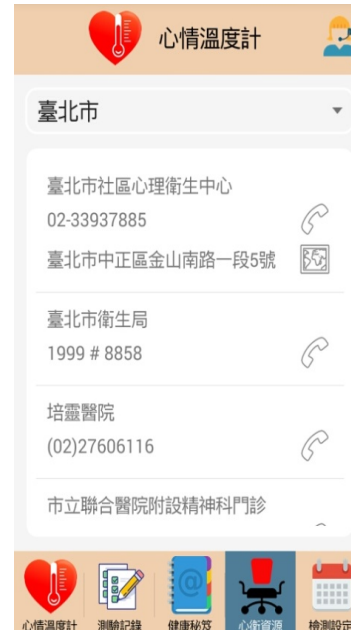 心情溫度計
臺北市
臺北市社區心理衛生中心
02-33937885
臺北市中正區金山南路一段5號
臺北市衛生局
1999 # 8858
培靈醫院
(02)27606116
市立聯合醫院附設精神科門診
心情溫度計
測驗記錄
健康秘笈
心衛資源
檢測設定